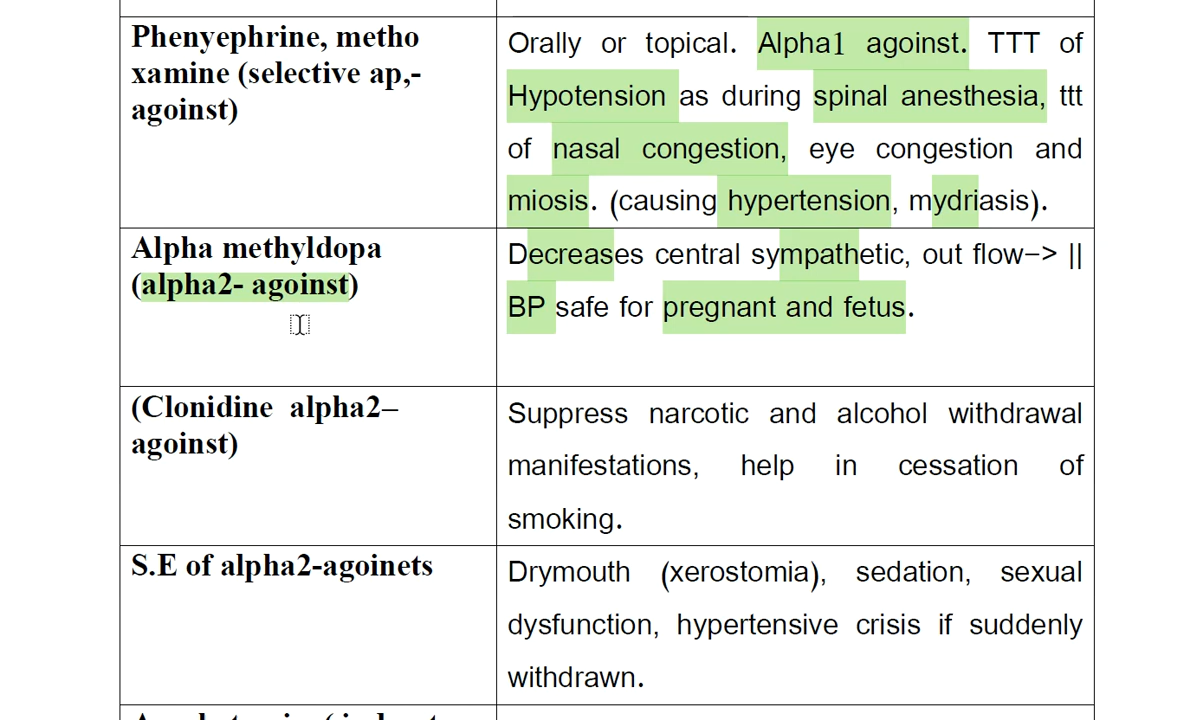 Phenyephrine, metho
xamine (selective ap,-
agoinst)
Orally or topical. Alpha1 agoinst. TTT of
Hypotension as during spinal anesthesia, ttt
of nasal congestion, eye congestion and
miosis. (causing hypertension, mydriasis).
Alpha methyldopa
(alpha2- agoinst)
Decreases central sympathetic, out flow–> ||
BP safe for pregnant and fetus.
(Clonidine alpha2–
agoinst)
Suppress narcotic and alcohol withdrawal
manifestations, help in cessation of
smoking.
S.E of alpha2-agoinets
Drymouth (xerostomia), sedation, sexual
dysfunction, hypertensive crisis if suddenly
withdrawn.